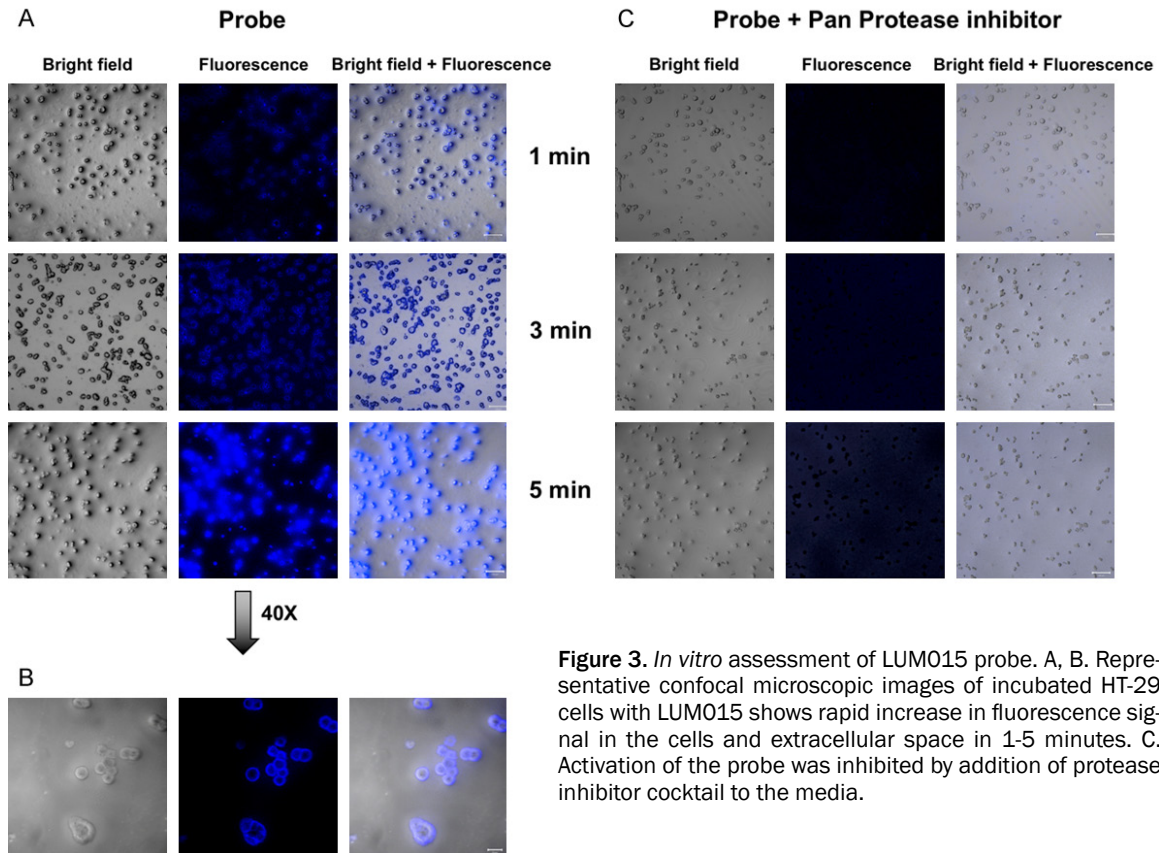 A
Probe
Bright field
Fluorescence
Bright field + Fluorescence
1 min
3 min
5 min
40X
B
C
Probe + Pan Protease inhibitor
Bright field
Fluorescence
Bright field + Fluorescence
Figure 3. In vitro assessment of LUM015 probe. A, B. Repre-
sentative confocal microscopic images of incubated HT-29
cells with LUM015 shows rapid increase in fluorescence sig-
nal in the cells and extracellular space in 1-5 minutes. C.
Activation of the probe was inhibited by addition of protease
inhibitor cocktail to the media.